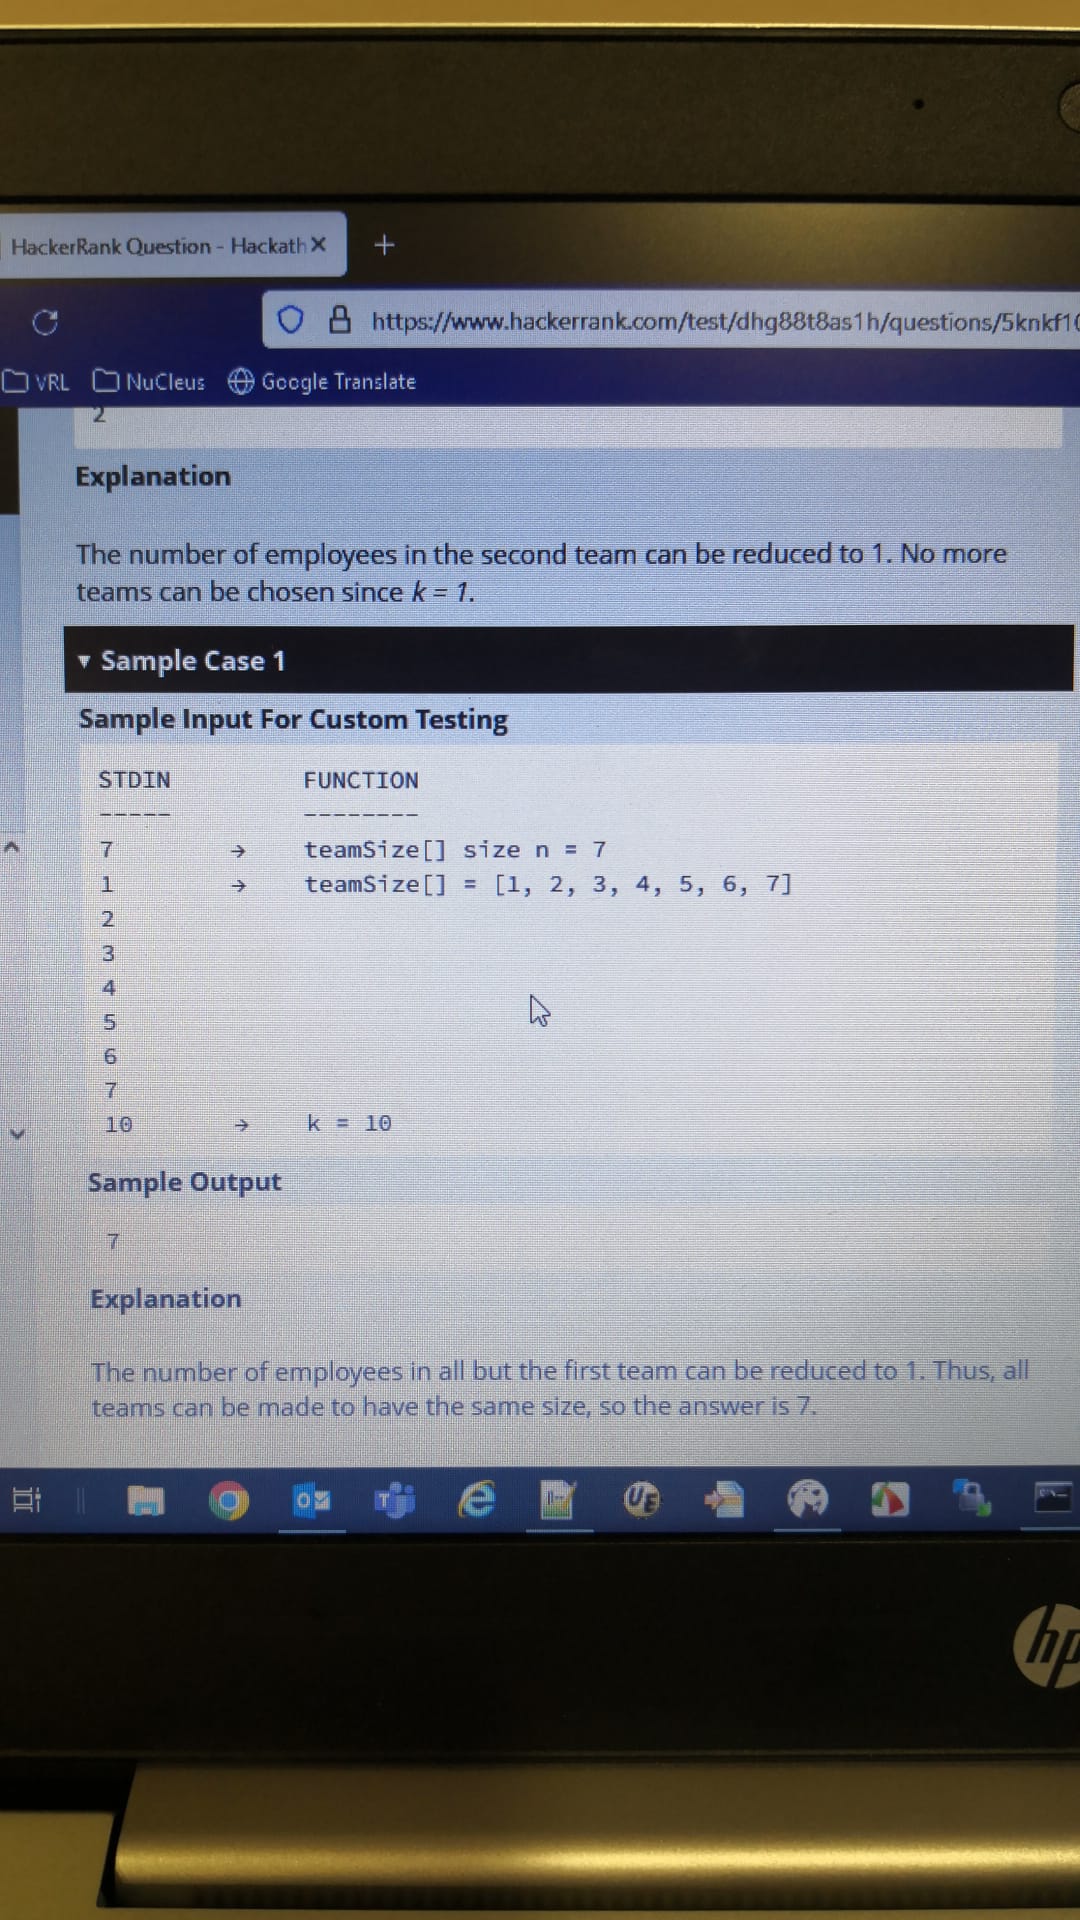 HackerRank Question - Hackath
https://www.hackerrank.com/test/dhg88t8as1h/questions/5knkf1
VRL NuCleus Google Translate
2
Explanation
The number of employees in the second team can be reduced to 1. No more
teams can be chosen since k = 1.
▼ Sample Case 1
Sample Input For Custom Testing
STDIN FUNCTION
----- --------
7 → teamSize[] size n = 7
1 → teamSize[] = [1, 2, 3, 4, 5, 6, 7]
2
3
4
5
6
7
10 → k = 10
Sample Output
7
Explanation
The number of employees in all but the first team can be reduced to 1. Thus, all
teams can be made to have the same size, so the answer is 7.
UE
hp